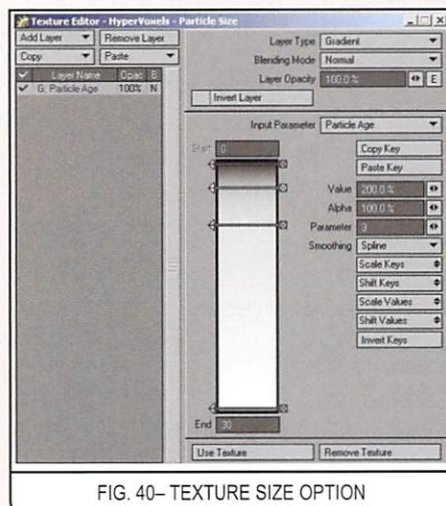 Texture Editor - HyperVoxels - Particle Size
Add Layer
Remove Layer
Copy
Paste
Layer Name Opac B
G. Particle Age 100% N
Layer Type Gradient
Blending Mode Normal
Layer Opacity 100.0 % E
Invert Layer
Input Parameter Particle Age
Start 0
Copy Key
Paste Key
Value 200.0 %
Alpha 100.0 %
Parameter 3
Smoothing Spline
Scale Keys
Shift Keys
Scale Values
Shift Values
Invert Keys
End 30
Use Texture
Remove Texture
FIG. 40– TEXTURE SIZE OPTION